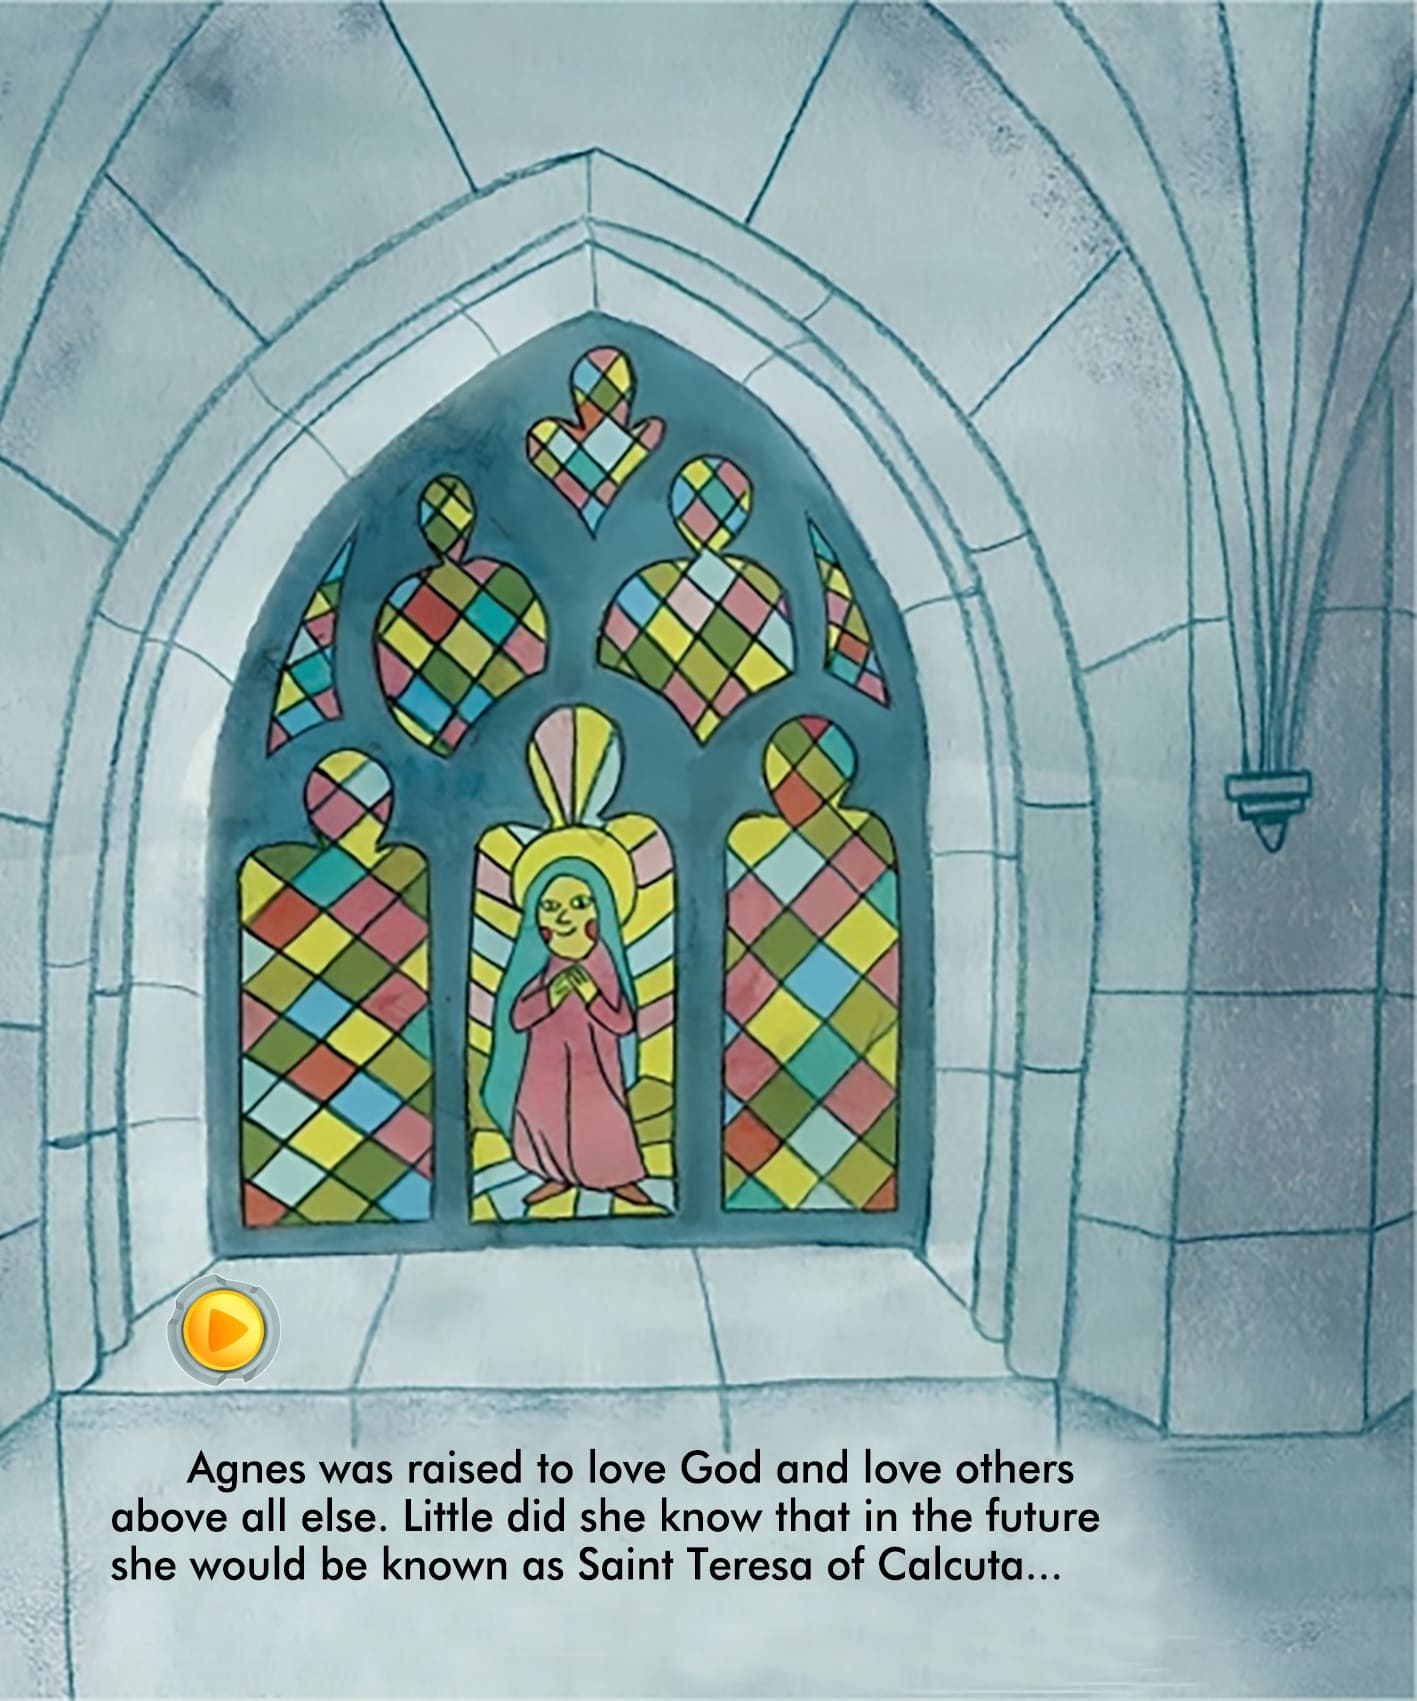 Agnes was raised to love God and love others
above all else. Little did she know that in the future
she would be known as Saint Teresa of Calcuta...